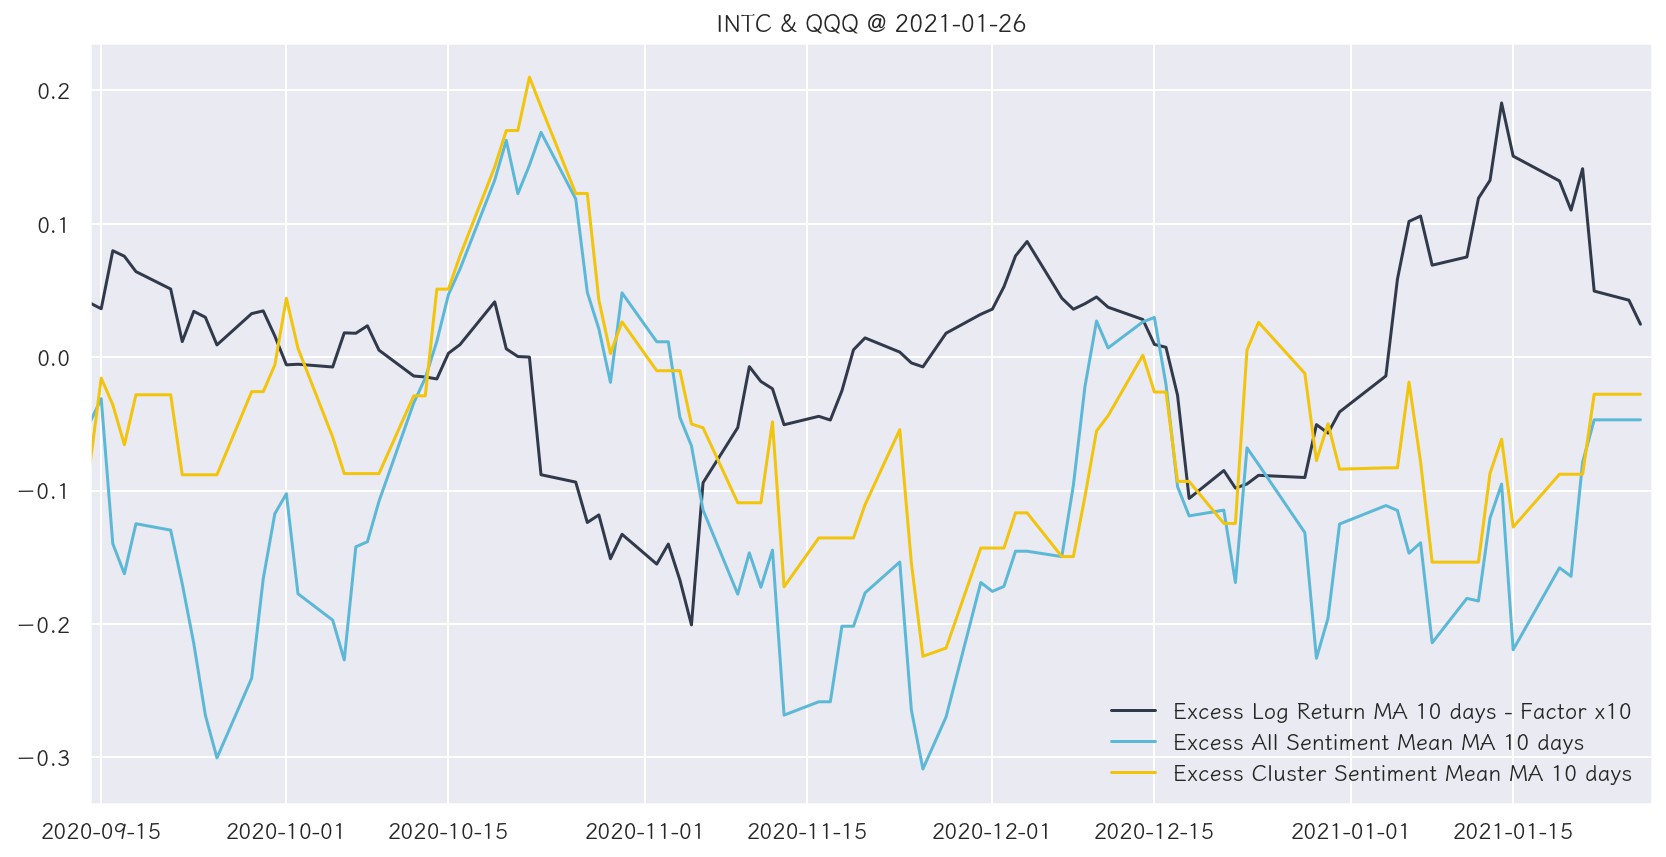 INTC & QQQ @ 2021-01-26
0.2
0.1
0.0
−0.1
−0.2
−0.3
Excess Log Return MA 10 days - Factor x10
Excess All Sentiment Mean MA 10 days
Excess Cluster Sentiment Mean MA 10 days
2020-09-15 2020-10-01 2020-10-15 2020-11-01 2020-11-15 2020-12-01 2020-12-15 2021-01-01 2021-01-15